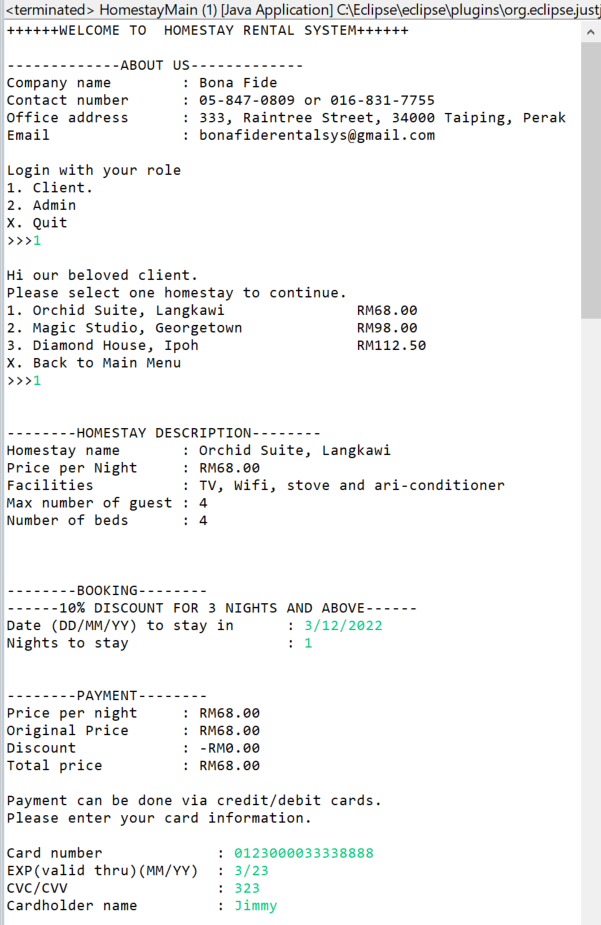 <terminated> HomestayMain (1) [Java Application] C:\Eclipse\eclipse\plugins\org.eclipse.justj
++++++WELCOME TO  HOMESTAY RENTAL SYSTEM++++++
-------------ABOUT US-------------
Company name        : Bona Fide
Contact number      : 05-847-0809 or 016-831-7755
Office address      : 333, Raintree Street, 34000 Taiping, Perak
Email               : bonafiderentalsys@gmail.com
Login with your role
1. Client.
2. Admin
X. Quit
>>>1
Hi our beloved client.
Please select one homestay to continue.
1. Orchid Suite, Langkawi               RM68.00
2. Magic Studio, Georgetown             RM98.00
3. Diamond House, Ipoh                  RM112.50
X. Back to Main Menu
>>>1
--------HOMESTAY DESCRIPTION--------
Homestay name       : Orchid Suite, Langkawi
Price per Night     : RM68.00
Facilities          : TV, Wifi, stove and ari-conditioner
Max number of guest : 4
Number of beds      : 4
--------BOOKING--------
------10% DISCOUNT FOR 3 NIGHTS AND ABOVE------
Date (DD/MM/YY) to stay in      : 3/12/2022
Nights to stay                  : 1
--------PAYMENT--------
Price per night     : RM68.00
Original Price      : RM68.00
Discount            : -RM0.00
Total price         : RM68.00
Payment can be done via credit/debit cards.
Please enter your card information.
Card number             : 0123000033338888
EXP(valid thru)(MM/YY)  : 3/23
CVC/CVV                 : 323
Cardholder name         : Jimmy